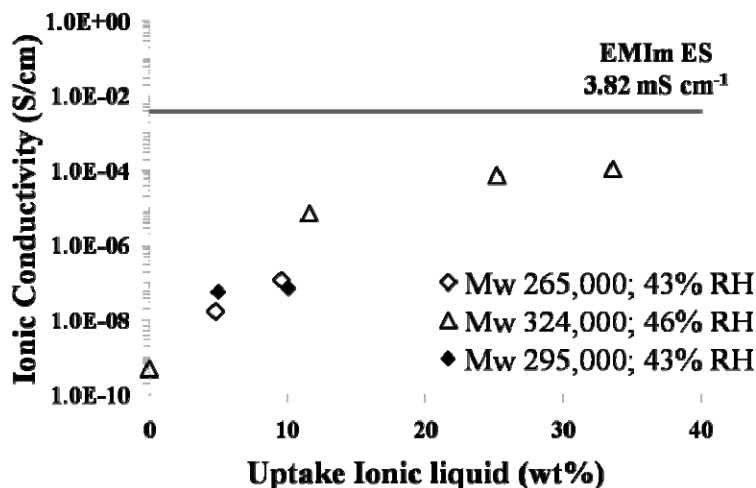 1.0E+00
EMIm ES
3.82 mS cm⁻¹
1.0E-02
1.0E-04
1.0E-06
Mw 265,000; 43% RH
Mw 324,000; 46% RH
Mw 295,000; 43% RH
1.0E-08
1.0E-10
0 10 20 30 40
Ionic Conductivity (S/cm)
Uptake Ionic liquid (wt%)